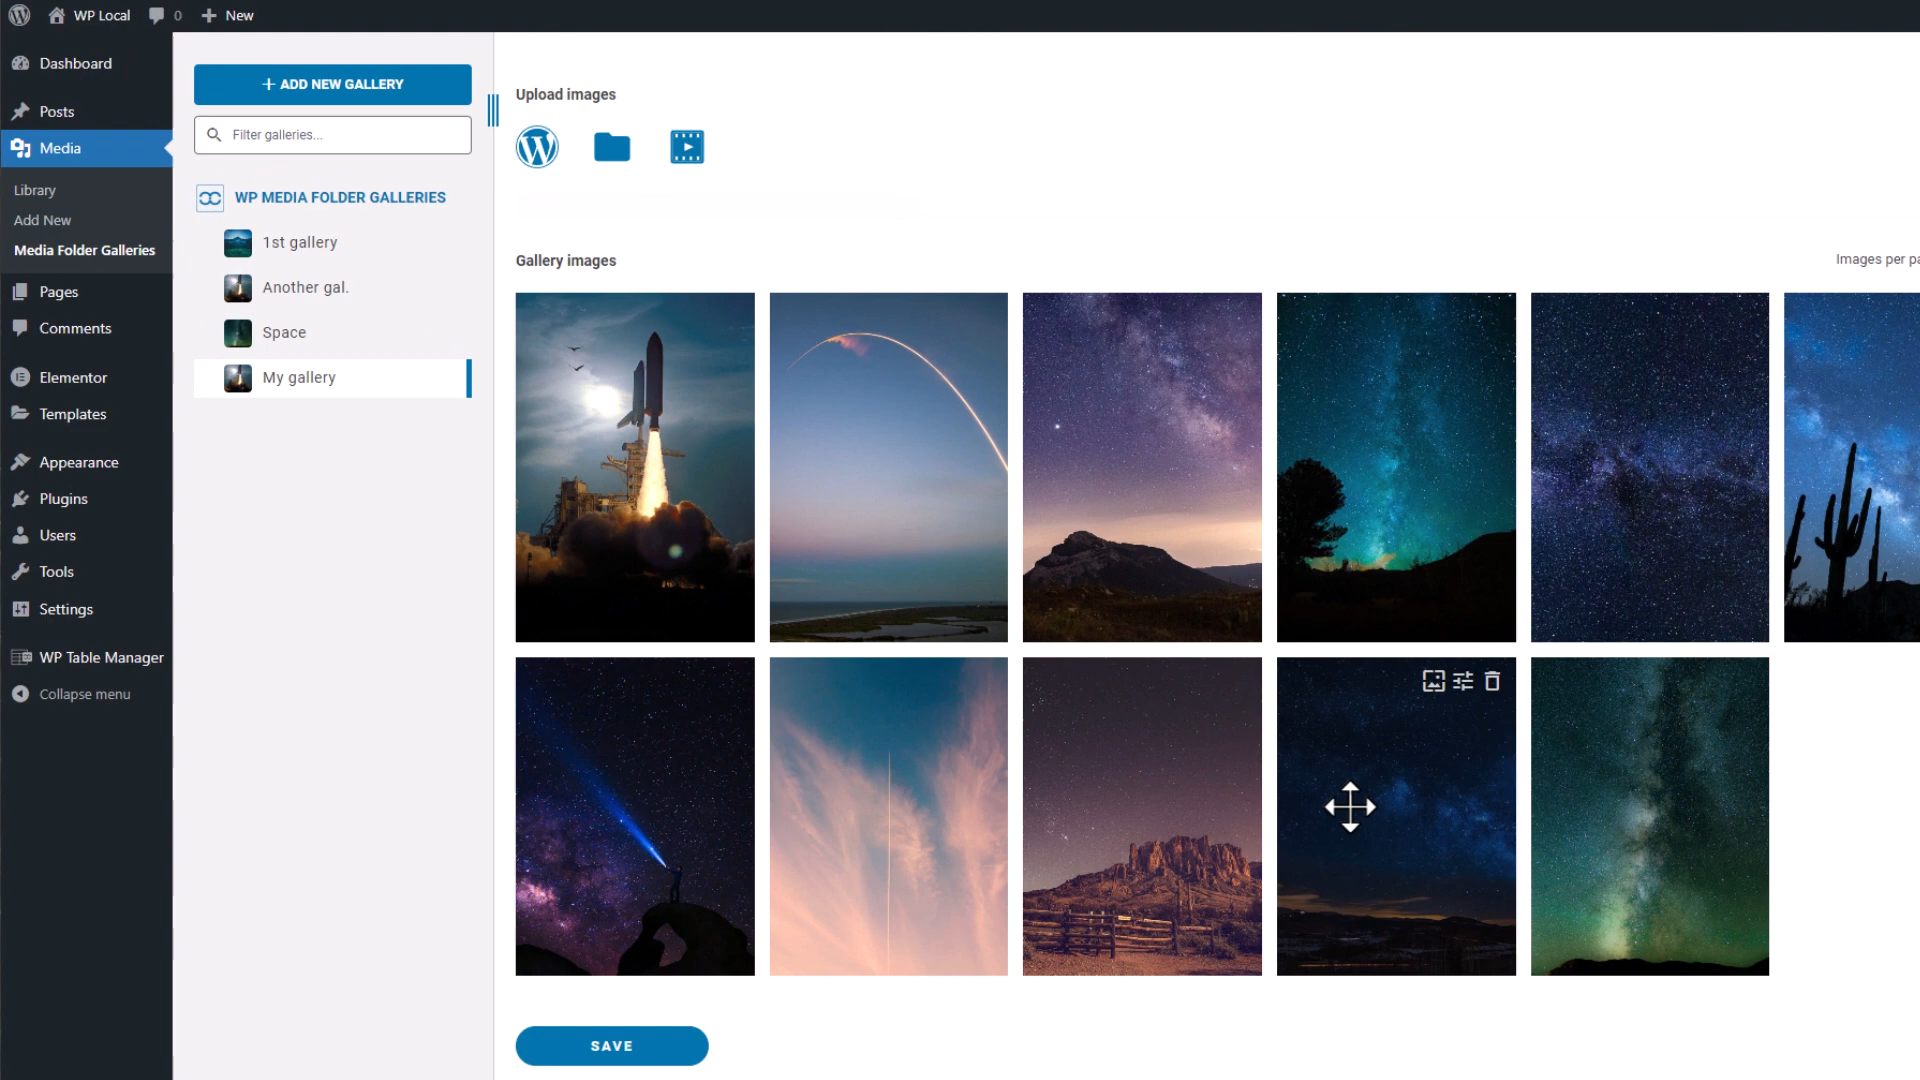 WP Local
0
New
Dashboard
Posts
Media
Library
Add New
Media Folder Galleries
Pages
Comments
Elementor
Templates
Appearance
Plugins
Users
Tools
Settings
WP Table Manager
Collapse menu
ADD NEW GALLERY
Filter galleries...
WP MEDIA FOLDER GALLERIES
1st gallery
Another gal.
Space
My gallery
Upload images
Gallery images
Images per pa
SAVE